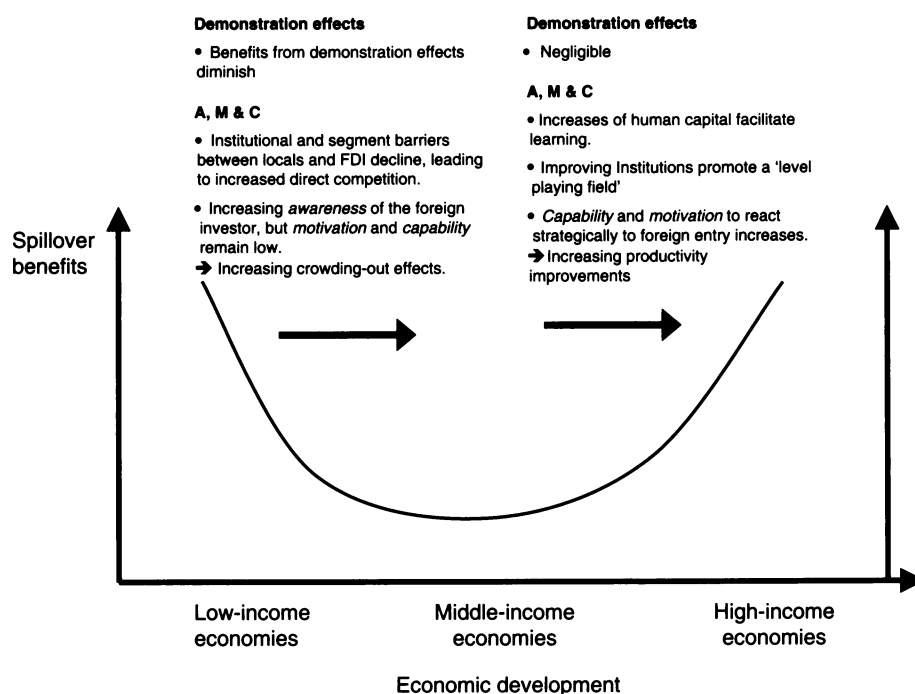 Demonstration effects
• Benefits from demonstration effects
diminish
A, M & C
• Institutional and segment barriers
between locals and FDI decline, leading
to increased direct competition.
• Increasing awareness of the foreign
investor, but motivation and capability
remain low.
➔ Increasing crowding-out effects.
Demonstration effects
• Negligible
A, M & C
• Increases of human capital facilitate
learning.
• Improving Institutions promote a ‘level
playing field’
• Capability and motivation to react
strategically to foreign entry increases.
➔ Increasing productivity
improvements
Spillover
benefits
Low-income
economies
Middle-income
economies
High-income
economies
Economic development